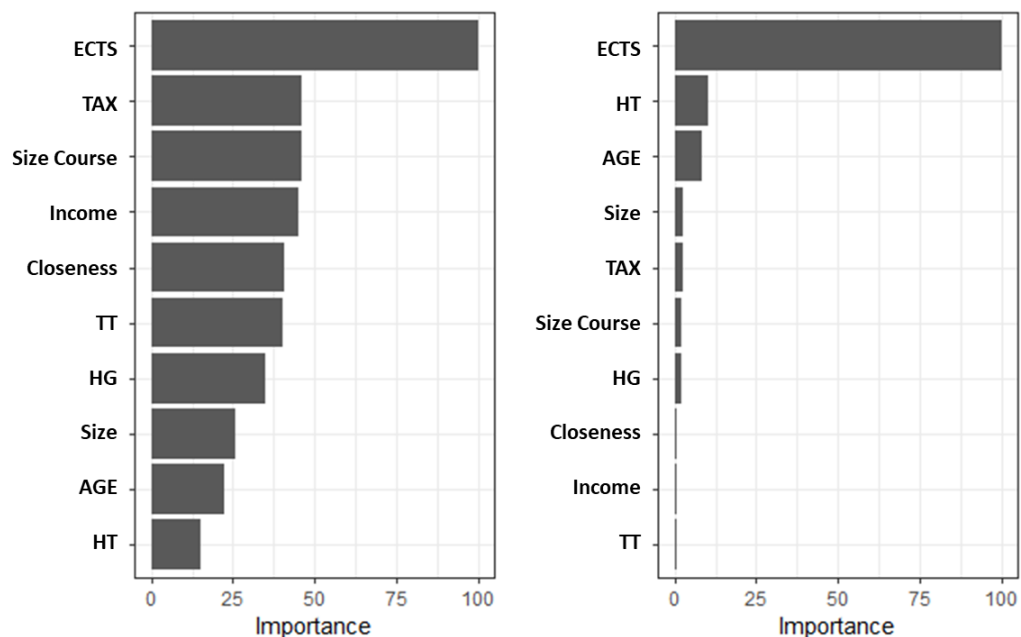 ECTS
TAX
Size Course
Income
Closeness
TT
HG
Size
AGE
HT
0 25 50 75 100
Importance
ECTS
HT
AGE
Size
TAX
Size Course
HG
Closeness
Income
TT
0 25 50 75 100
Importance